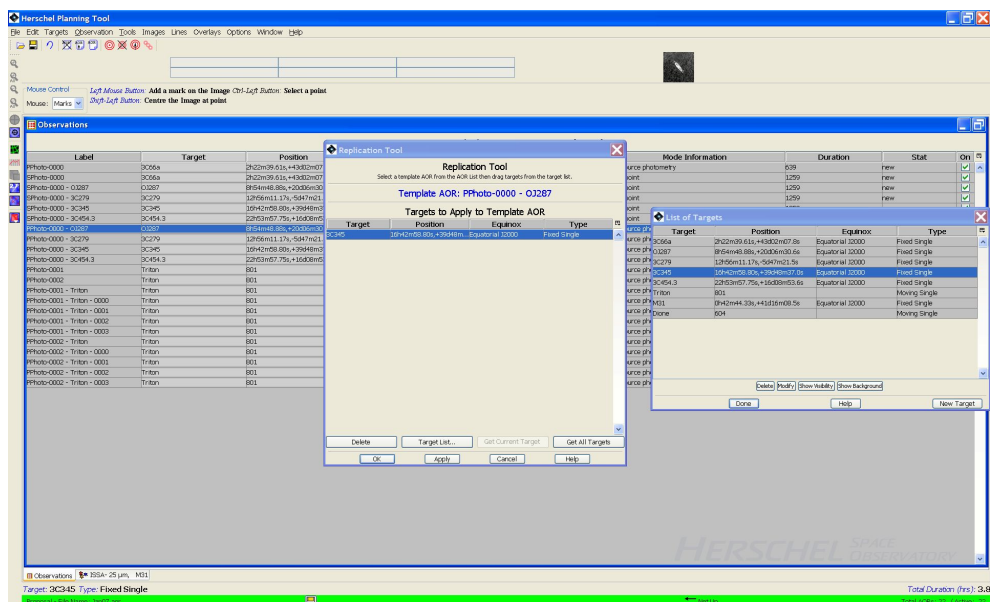 Herschel Planning Tool
File Edit Targets Observation Tools Images Lines Overlays Options Window Help
Mouse Control
Left Mouse Button: Add a mark on the Image Ctrl-Left Button: Select a point
Mouse: Marks Shift-Left Button: Centre the Image at point
Observations
Label Target Position Mode Information Duration Stat On
PPhoto-0000 3C66a 2h22m39.61s,+43d02m07 urce photometry 639 new
SPhoto-0000 3C66a 2h22m39.61s,+43d02m07 oint 1259 new
SPhoto-0000 - OJ287 OJ287 8h54m48.88s,+20d06m30 oint 1259 new
SPhoto-0000 - 3C279 3C279 12h56m11.17s,-5d47m21 oint 1259 new
SPhoto-0000 - 3C345 3C345 16h42m58.80s,+39d48m3 oint
SPhoto-0000 - 3C454.3 3C454.3 22h53m57.75s,+16d08m5
PPhoto-0000 - OJ287 OJ287 8h54m48.88s,+20d06m30
PPhoto-0000 - 3C279 3C279 12h56m11.17s,-5d47m21
PPhoto-0000 - 3C345 3C345 16h42m58.80s,+39d48m3
PPhoto-0000 - 3C454.3 3C454.3 22h53m57.75s,+16d08m5
PPhoto-0001 Triton 801
PPhoto-0002 Triton 801
PPhoto-0001 - Triton Triton 801
PPhoto-0001 - Triton - 0000 Triton 801
PPhoto-0001 - Triton - 0001 Triton 801
PPhoto-0001 - Triton - 0002 Triton 801
PPhoto-0001 - Triton - 0003 Triton 801
PPhoto-0002 - Triton Triton 801
PPhoto-0002 - Triton - 0000 Triton 801
PPhoto-0002 - Triton - 0001 Triton 801
PPhoto-0002 - Triton - 0002 Triton 801
PPhoto-0002 - Triton - 0003 Triton 801
Replication Tool
Replication Tool
Select a template AOR from the AOR List then drag targets from the target list.
Template AOR: PPhoto-0000 - OJ287
Targets to Apply to Template AOR
Target Position Equinox Type
3C345 16h42m58.80s,+39d48m... Equatorial J2000 Fixed Single
Delete Target List... Get Current Target Get All Targets
OK Apply Cancel Help
List of Targets
Target Position Equinox Type
3C66a 2h22m39.61s,+43d02m07.8s Equatorial J2000 Fixed Single
OJ287 8h54m48.88s,+20d06m30.6s Equatorial J2000 Fixed Single
3C279 12h56m11.17s,-5d47m21.5s Equatorial J2000 Fixed Single
3C345 16h42m58.80s,+39d48m37.0s Equatorial J2000 Fixed Single
3C454.3 22h53m57.75s,+16d08m53.6s Equatorial J2000 Fixed Single
Triton 801 Moving Single
M31 0h42m44.33s,+41d16m08.5s Equatorial J2000 Fixed Single
Dione 604 Moving Single
Delete Modify Show Visibility Show Background
Done Help New Target
HERSCHEL SPACE OBSERVATORY
Observations ISSA- 25 µm, M31
Target: 3C345 Type: Fixed Single Total Duration (hrs): 3.8